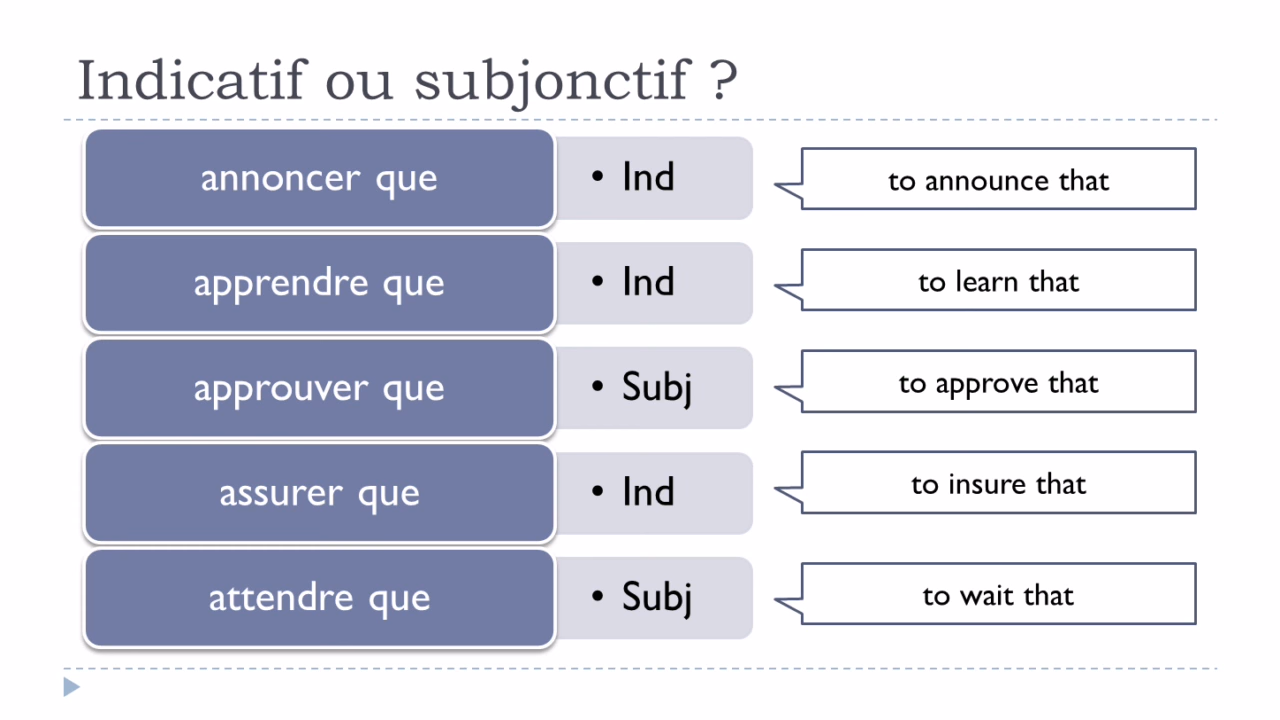 Indicatif ou subjonctif ?
annoncer que
• Ind
to announce that
apprendre que
• Ind
to learn that
approuver que
• Subj
to approve that
assurer que
• Ind
to insure that
attendre que
• Subj
to wait that